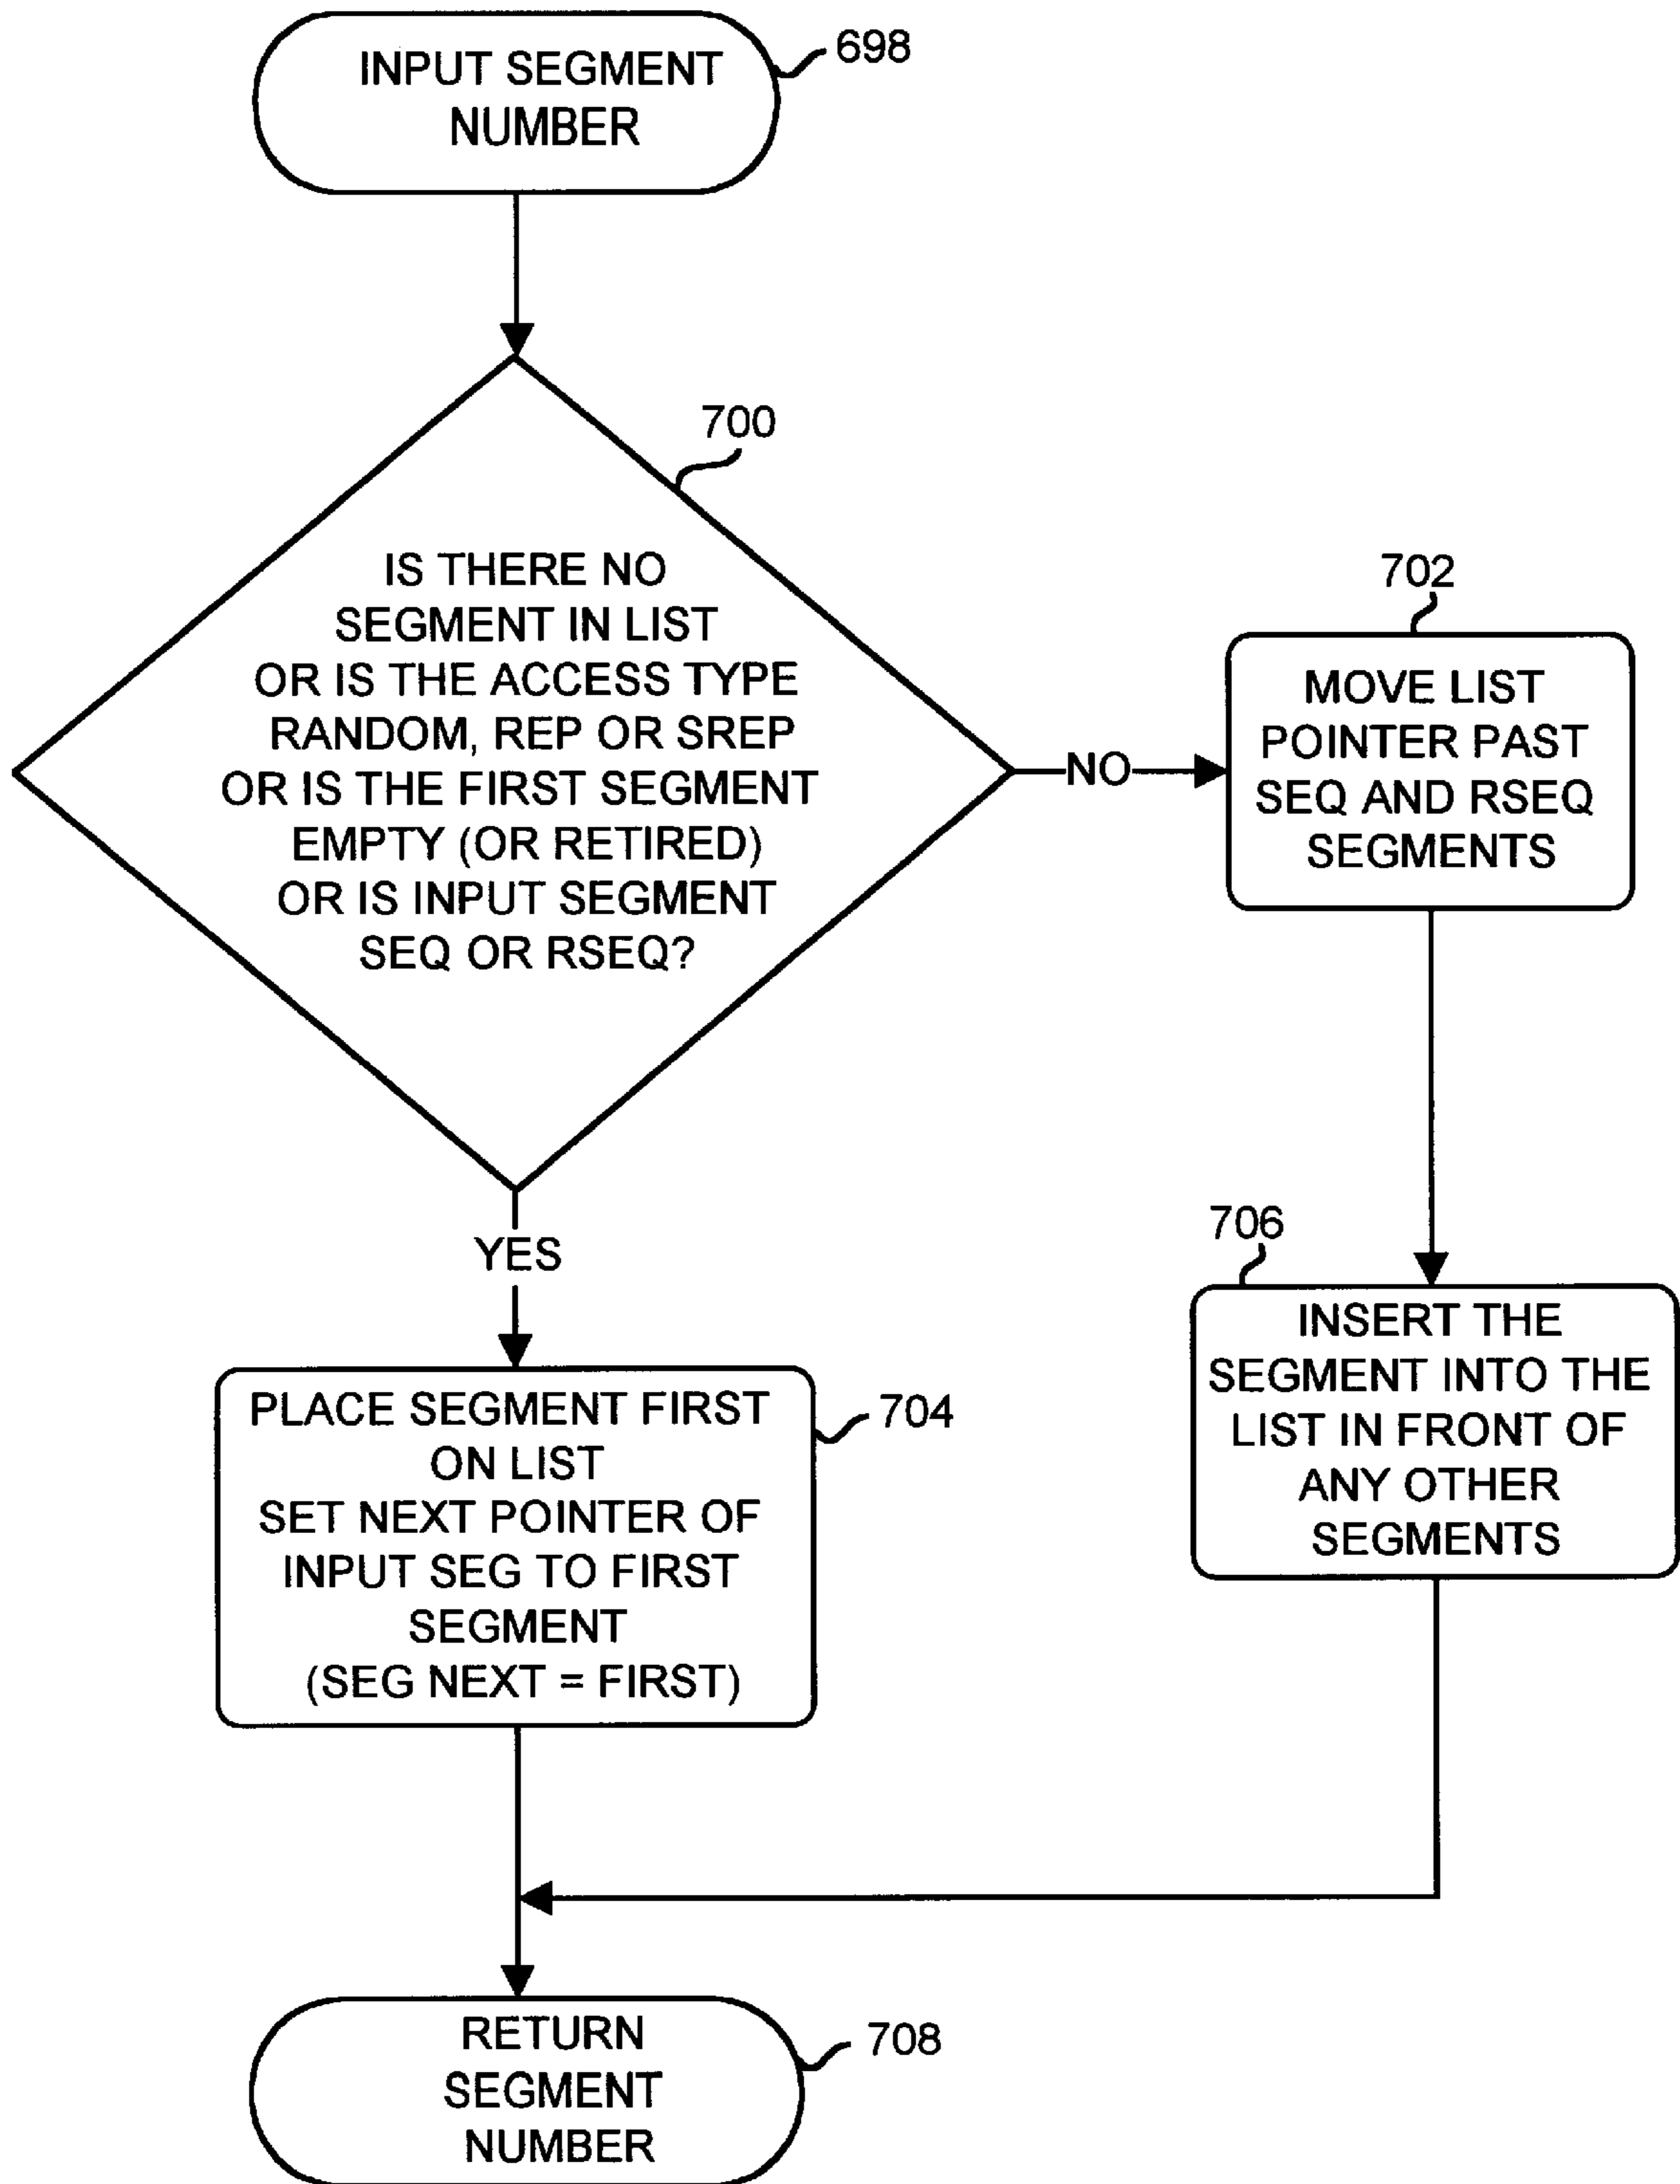 INPUT SEGMENT
NUMBER
698
700
IS THERE NO
SEGMENT IN LIST
OR IS THE ACCESS TYPE
RANDOM, REP OR SREP
OR IS THE FIRST SEGMENT
EMPTY (OR RETIRED)
OR IS INPUT SEGMENT
SEQ OR RSEQ?
NO
702
MOVE LIST
POINTER PAST
SEQ AND RSEQ
SEGMENTS
YES
706
INSERT THE
SEGMENT INTO THE
LIST IN FRONT OF
ANY OTHER
SEGMENTS
PLACE SEGMENT FIRST
ON LIST
SET NEXT POINTER OF
INPUT SEG TO FIRST
SEGMENT
(SEG NEXT = FIRST)
704
RETURN
SEGMENT
NUMBER
708